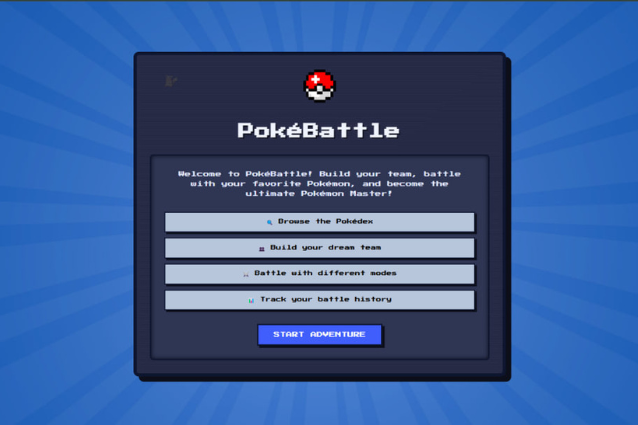 PokéBattle
Welcome to PokéBattle! Build your team, battle
with your favorite Pokémon, and become the
ultimate Pokémon Master!
Browse the Pokédex
Build your dream team
Battle with different modes
Track your battle history
START ADVENTURE